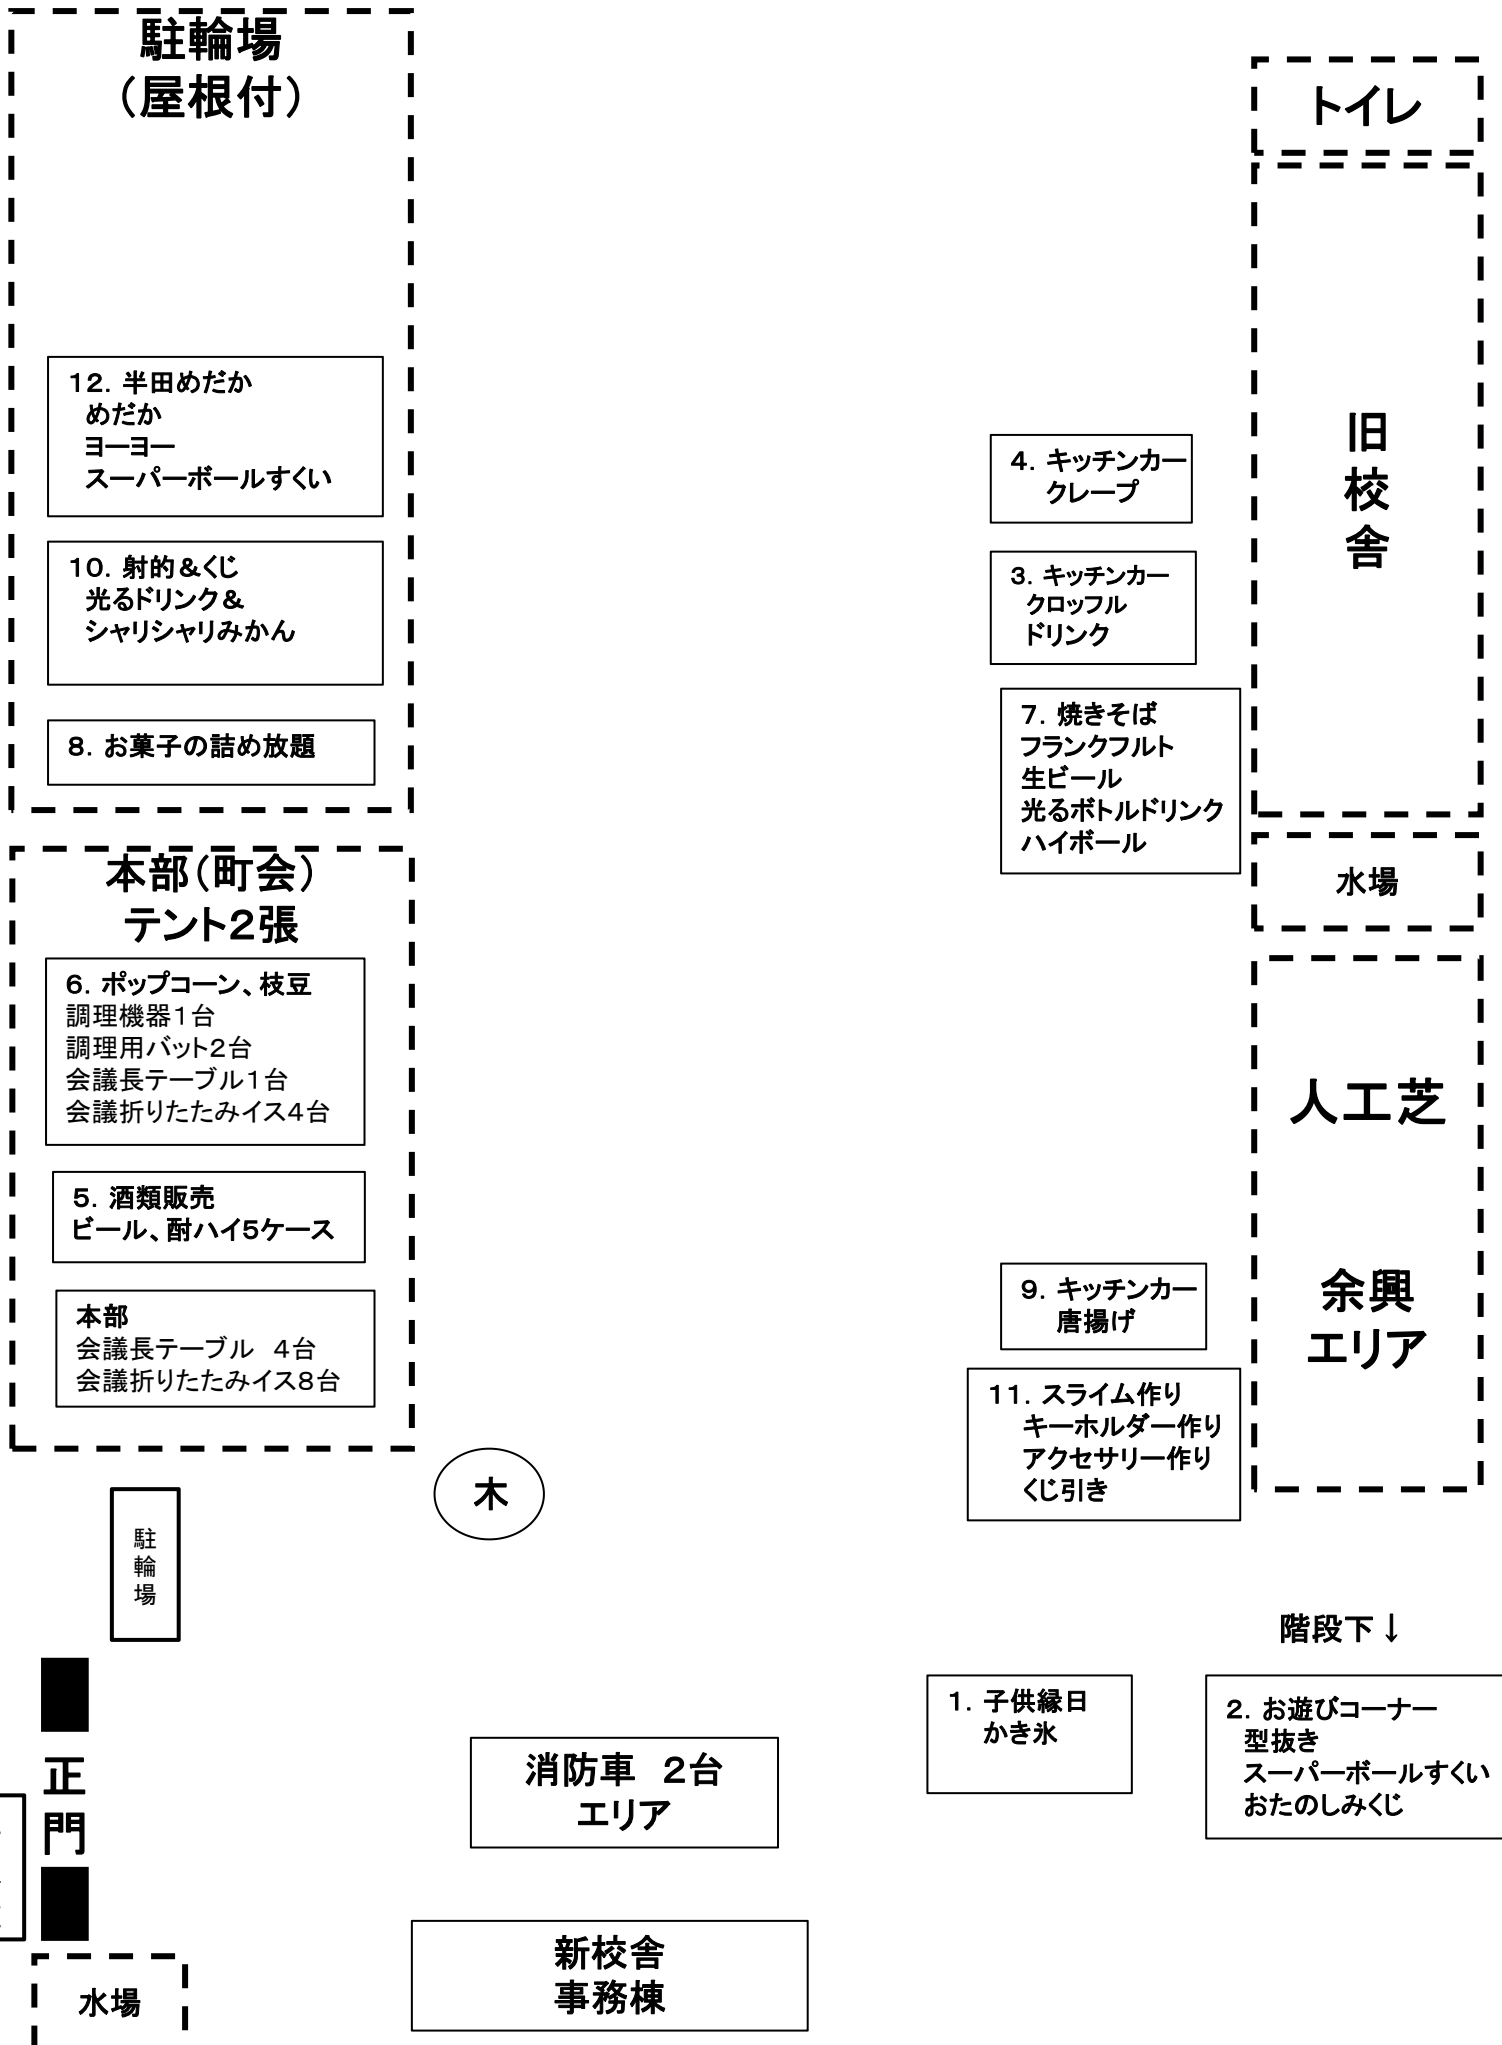 駐輪場
（屋根付）
12．半田めだか
めだか
ヨーヨー
スーパーボールすくい
10．射的＆くじ
光るドリンク＆
シャリシャリみかん
8．お菓子の詰め放題
本部（町会）
テント2張
6．ポップコーン、枝豆
調理機器1台
調理用バット2台
会議長テーブル1台
会議折りたたみイス4台
5．酒類販売
ビール、酎ハイ5ケース
本部
会議長テーブル　4台
会議折りたたみイス8台
駐
輪
場
正
門
水場
木
消防車　2台
エリア
新校舎
事務棟
トイレ
旧
校
舎
4．キッチンカー
クレープ
3．キッチンカー
クロッフル
ドリンク
7．焼きそば
フランクフルト
生ビール
光るボトルドリンク
ハイボール
水場
人工芝
余興
エリア
9．キッチンカー
唐揚げ
11．スライム作り
キーホルダー作り
アクセサリー作り
くじ引き
階段下↓
1．子供縁日
かき氷
2．お遊びコーナー
型抜き
スーパーボールすくい
おたのしみくじ